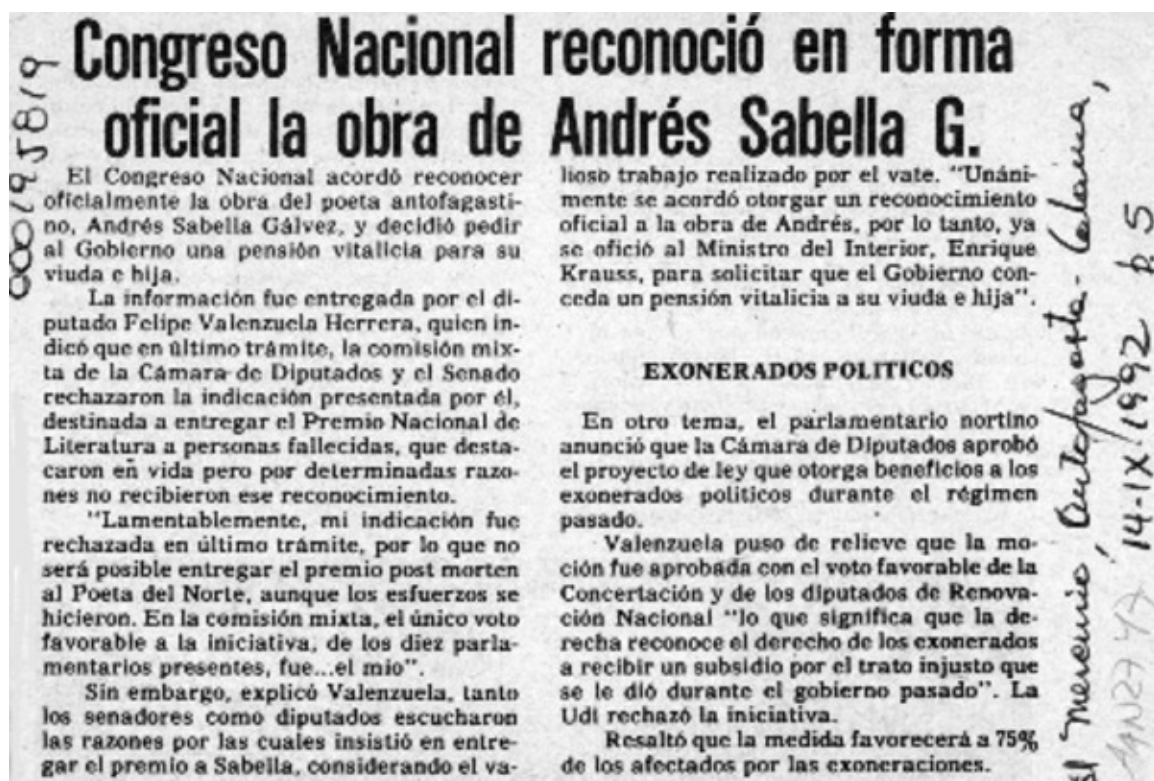 Congreso Nacional reconoció en forma
oficial la obra de Andrés Sabella G.
El Congreso Nacional acordó reconocer
oficialmente la obra del poeta antofagasti-
no, Andrés Sabella Gálvez, y decidió pedir
al Gobierno una pensión vitalicia para su
viuda e hija.
La información fue entregada por el di-
putado Felipe Valenzuela Herrera, quien in-
dicó que en último trámite, la comisión mix-
ta de la Cámara de Diputados y el Senado
rechazaron la indicación presentada por él,
destinada a entregar el Premio Nacional de
Literatura a personas fallecidas, que desta-
caron en vida pero por determinadas razo-
nes no recibieron ese reconocimiento.
"Lamentablemente, mi indicación fue
rechazada en último trámite, por lo que no
será posible entregar el premio post morten
al Poeta del Norte, aunque los esfuerzos se
hicieron. En la comisión mixta, el único voto
favorable a la iniciativa, de los diez parla-
mentarios presentes, fue...el mio".
Sin embargo, explicó Valenzuela, tanto
los senadores como diputados escucharon
las razones por las cuales insistió en entre-
gar el premio a Sabella, considerando el va-
lioso trabajo realizado por el vate. "Unáni-
mente se acordó otorgar un reconocimiento
oficial a la obra de Andrés, por lo tanto, ya
se ofició al Ministro del Interior, Enrique
Krauss, para solicitar que el Gobierno con-
ceda un pensión vitalicia a su viuda e hija".
EXONERADOS POLITICOS
En otro tema, el parlamentario nortino
anunció que la Cámara de Diputados aprobó
el proyecto de ley que otorga beneficios a los
exonerados politicos durante el régimen
pasado.
Valenzuela puso de relieve que la mo-
ción fue aprobada con el voto favorable de la
Concertación y de los diputados de Renova-
ción Nacional "lo que significa que la de-
recha reconoce el derecho de los exonerados
a recibir un subsidio por el trato injusto que
se le dió durante el gobierno pasado". La
Udi rechazó la iniciativa.
Resaltó que la medida favorecerá a 75%
de los afectados por las exoneraciones.
El Mercurio, Antofagasta-Calama,
14-IX-1992 p. 5